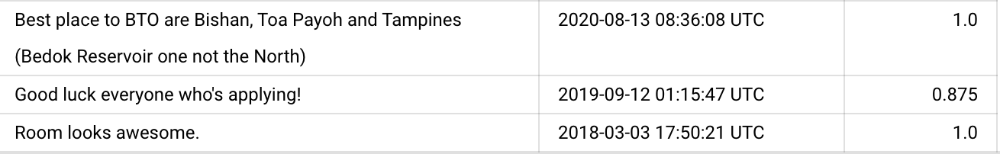 Best place to BTO are Bishan, Toa Payoh and Tampines 2020-08-13 08:36:08 UTC 1.0
(Bedok Reservoir one not the North)
Good luck everyone who's applying! 2019-09-12 01:15:47 UTC 0.875
Room looks awesome. 2018-03-03 17:50:21 UTC 1.0